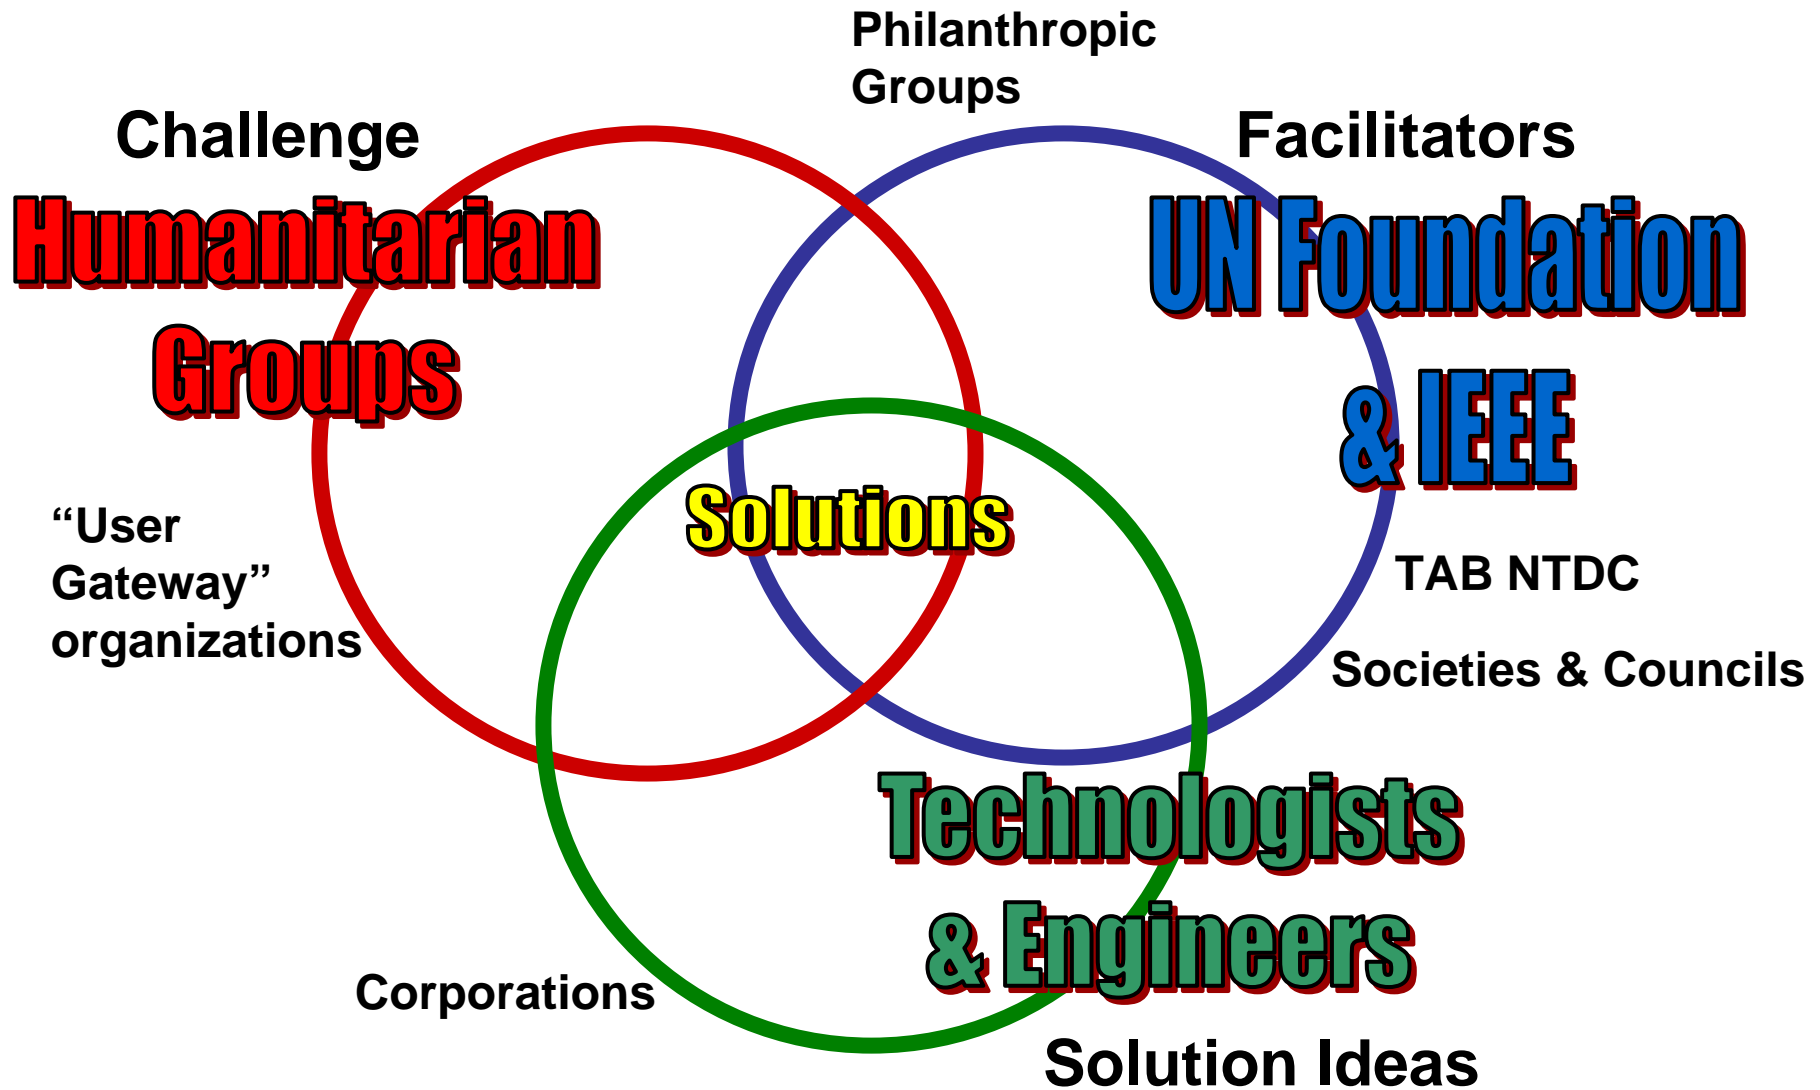 Philanthropic
Groups
Challenge
Facilitators
Humanitarian
Groups
UN Foundation
& IEEE
Solutions
“User
Gateway”
organizations
TAB NTDC
Societies & Councils
Technologists
& Engineers
Corporations
Solution Ideas